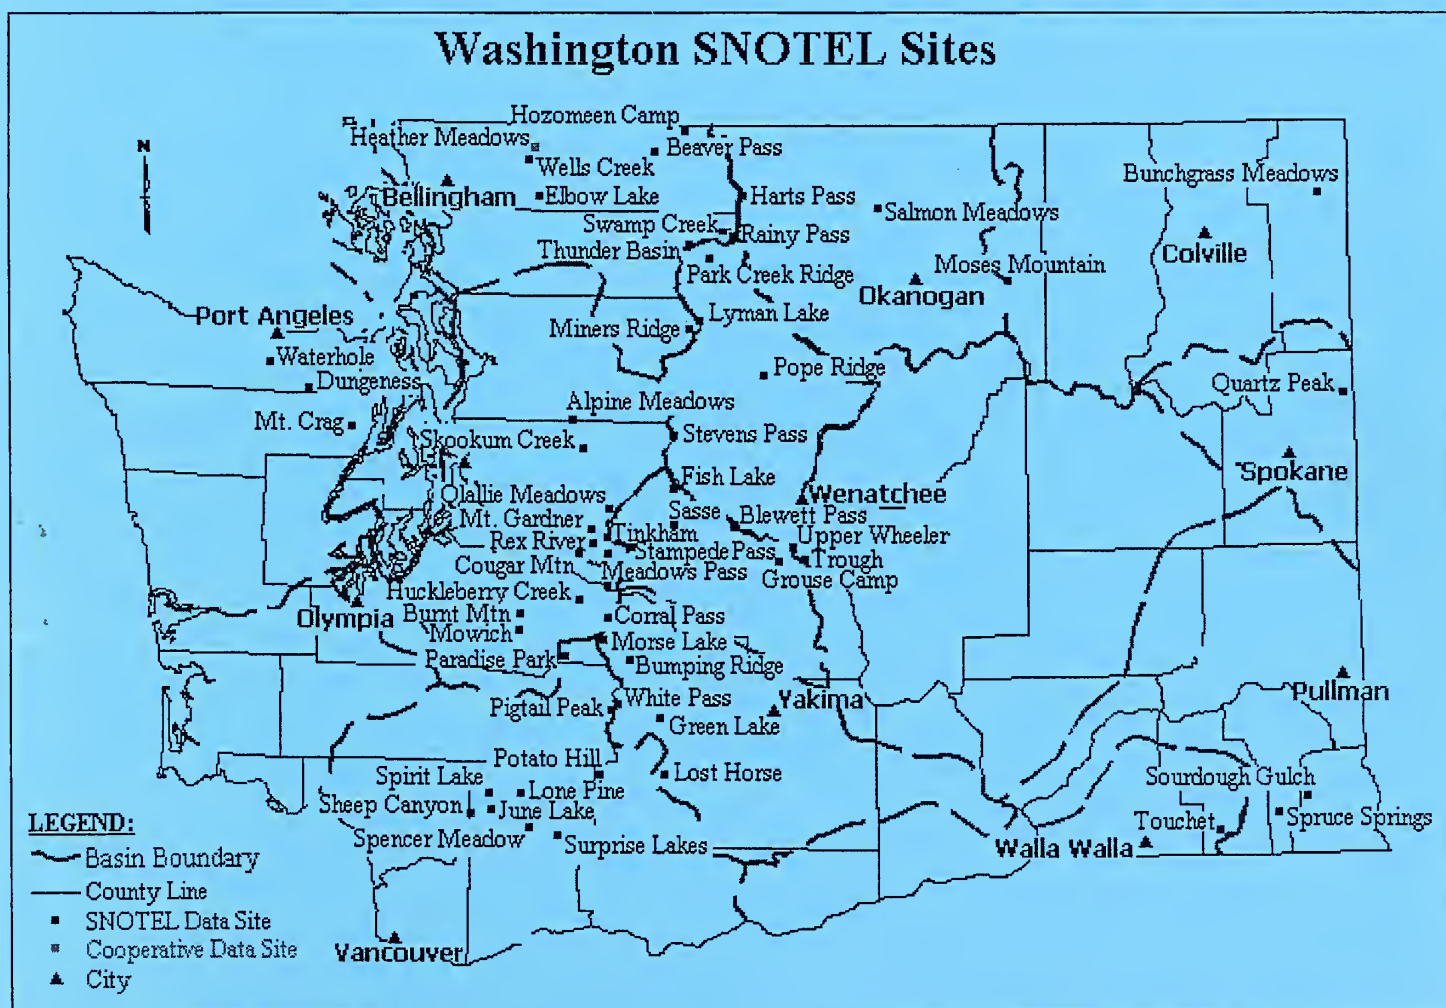 Washington SNOTEL Sites
N
Hozomeen Camp
Heather Meadows
Beaver Pass
Wells Creek
Bunchgrass Meadows
Bellingham
Elbow Lake
Harts Pass
Salmon Meadows
Swamp Creek
Rainy Pass
Thunder Basin
Colville
Park Creek Ridge
Moses Mountain
Okanogan
Port Angeles
Lyman Lake
Miners Ridge
Waterhole
Pope Ridge
Dungeness
Quartz Peak
Alpine Meadows
Mt. Crag
Skookum Creek
Stevens Pass
Spokane
Fish Lake
Olallie Meadows
Wenatchee
Sasse
Blewett Pass
Mt. Gardner
Tinkham
Upper Wheeler
Rex River
Stampede Pass
Trough
Cougar Mtn
Meadows Pass
Grouse Camp
Huckleberry Creek
Olympia
Burnt Mtn
Corral Pass
Mowich
Morse Lake
Paradise Park
Bumping Ridge
Pullman
White Pass
Yakima
Pigtail Peak
Green Lake
Potato Hill
Lost Horse
Spirit Lake
Sourdough Gulch
Lone Pine
Sheep Canyon
June Lake
Spruce Springs
Touchet
Spencer Meadow
Surprise Lakes
Walla Walla
Vancouver
LEGEND:
Basin Boundary
County Line
SNOTEL Data Site
Cooperative Data Site
City